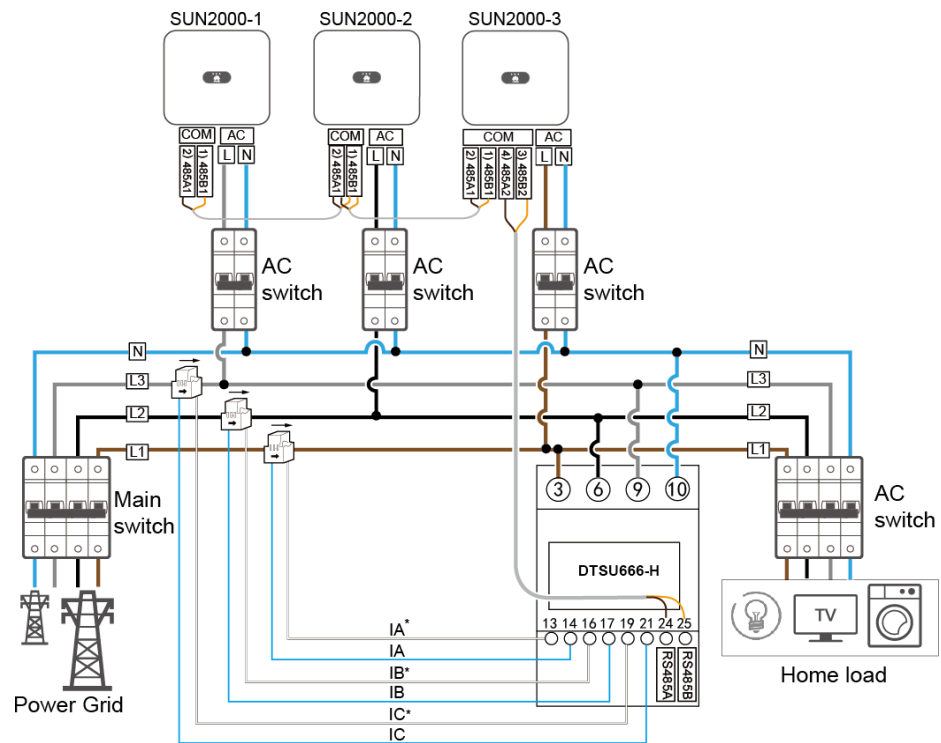 SUN2000-1
SUN2000-2
SUN2000-3
COM
AC
COM
AC
COM
AC
2) 485A1
1) 485B1
L
N
2) 485A1
1) 485B1
L
N
2) 485A1
1) 485B1
4) 485A2
3) 485B2
L
N
AC
switch
AC
switch
AC
switch
N
N
L3
L3
L2
L2
L1
L1
Main
switch
3
6
9
10
AC
switch
DTSU666-H
13 14 16 17 19 21 24 25
RS485A
RS485B
TV
Home load
Power Grid
IA*
IA
IB*
IB
IC*
IC